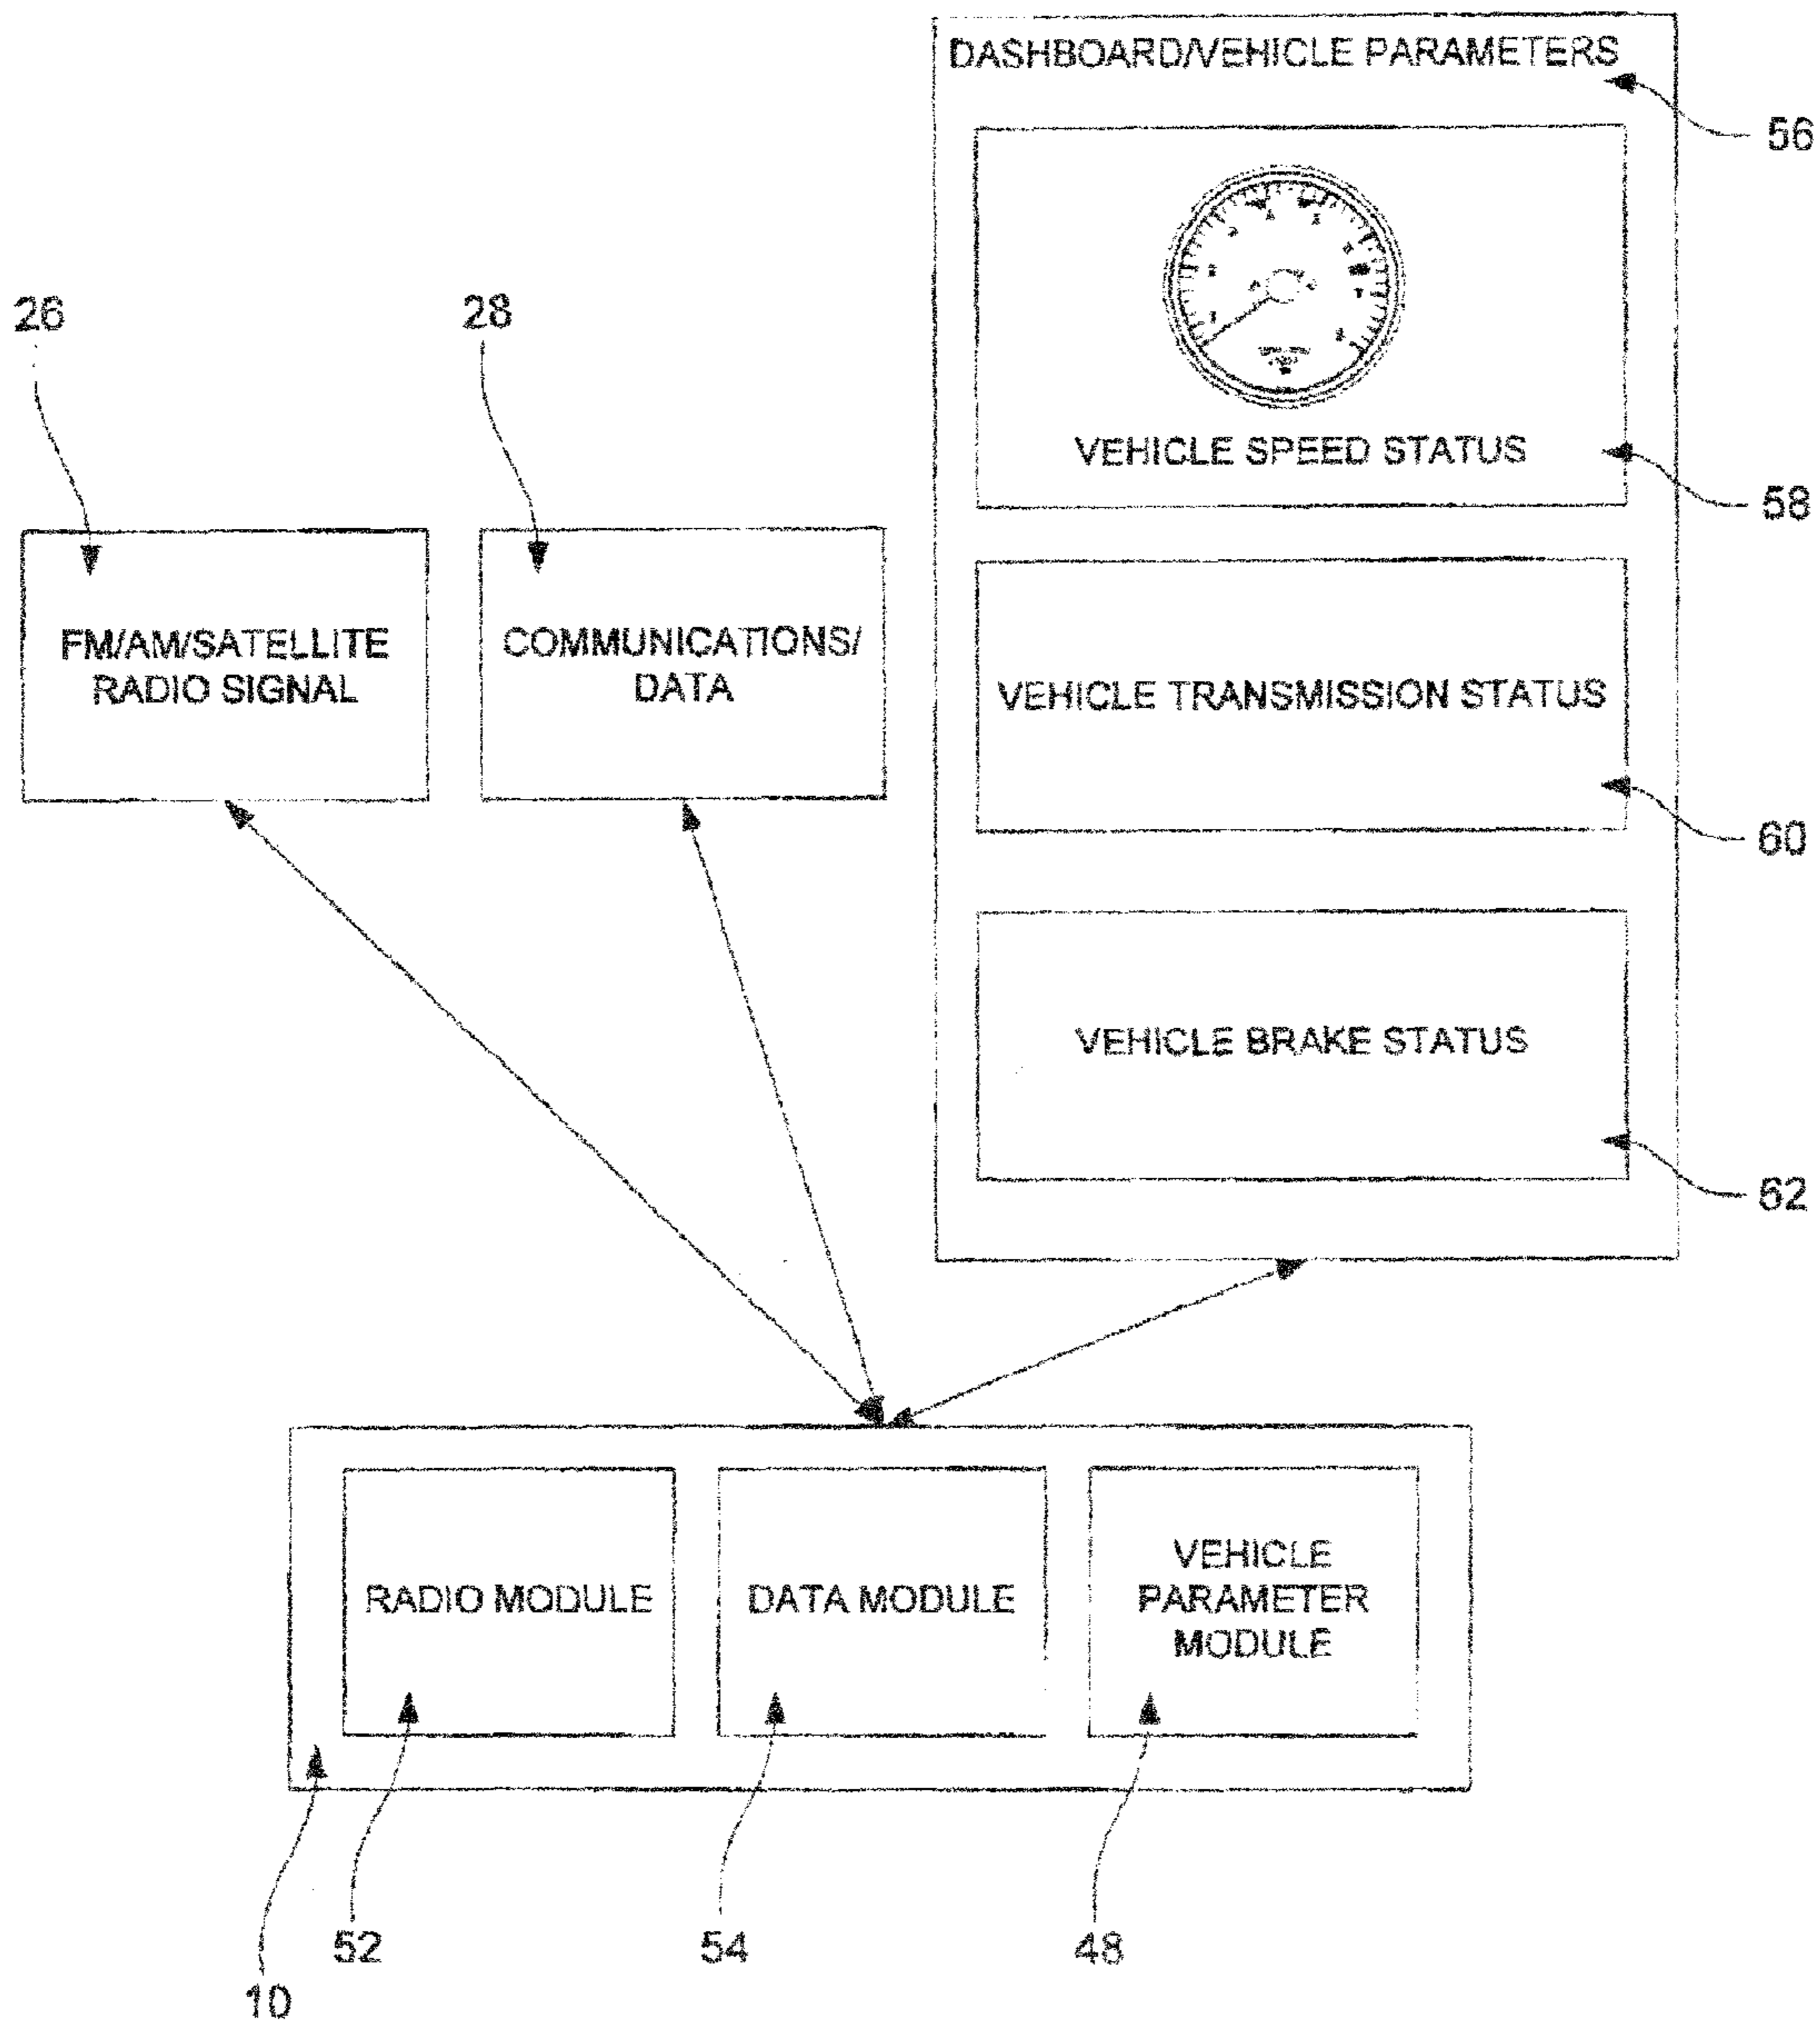 DASHBOARD/VEHICLE PARAMETERS
56
26
28
VEHICLE SPEED STATUS
58
FM/AM/SATELLITE
RADIO SIGNAL
COMMUNICATIONS/
DATA
VEHICLE TRANSMISSION STATUS
60
VEHICLE BRAKE STATUS
62
RADIO MODULE
DATA MODULE
VEHICLE
PARAMETER
MODULE
52
54
48
10